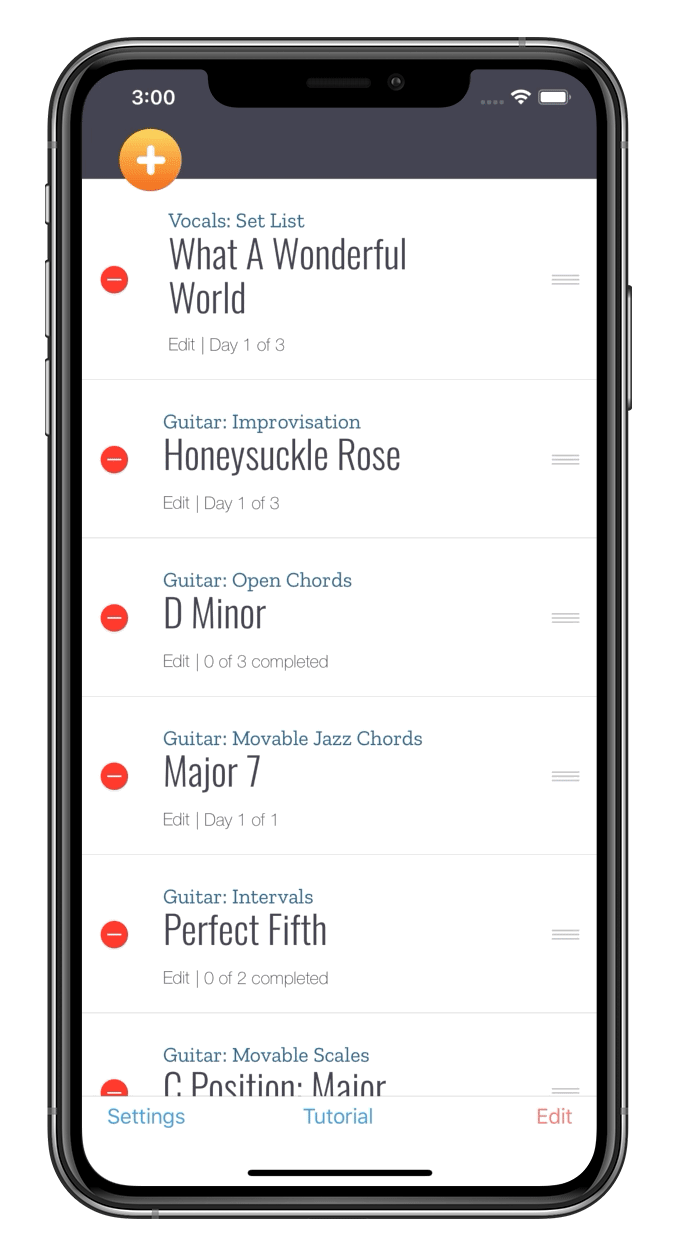 3:00
Vocals: Set List
What A Wonderful
World
Edit | Day 1 of 3
Guitar: Improvisation
Honeysuckle Rose
Edit | Day 1 of 3
Guitar: Open Chords
D Minor
Edit | 0 of 3 completed
Guitar: Movable Jazz Chords
Major 7
Edit | Day 1 of 1
Guitar: Intervals
Perfect Fifth
Edit | 0 of 2 completed
Guitar: Movable Scales
C Position: Major
Settings Tutorial Edit